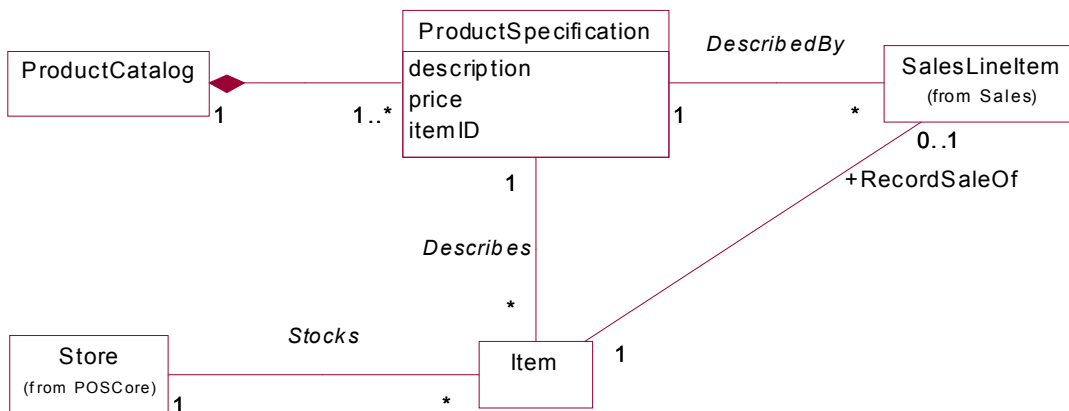 ProductSpecification
description
price
itemID
ProductCatalog
1
1..*
DescribedBy
1
*
SalesLineItem
(from Sales)
0..1
+RecordSaleOf
1
Describes
*
Stocks
Store
(from POSCore)
1
*
Item
1